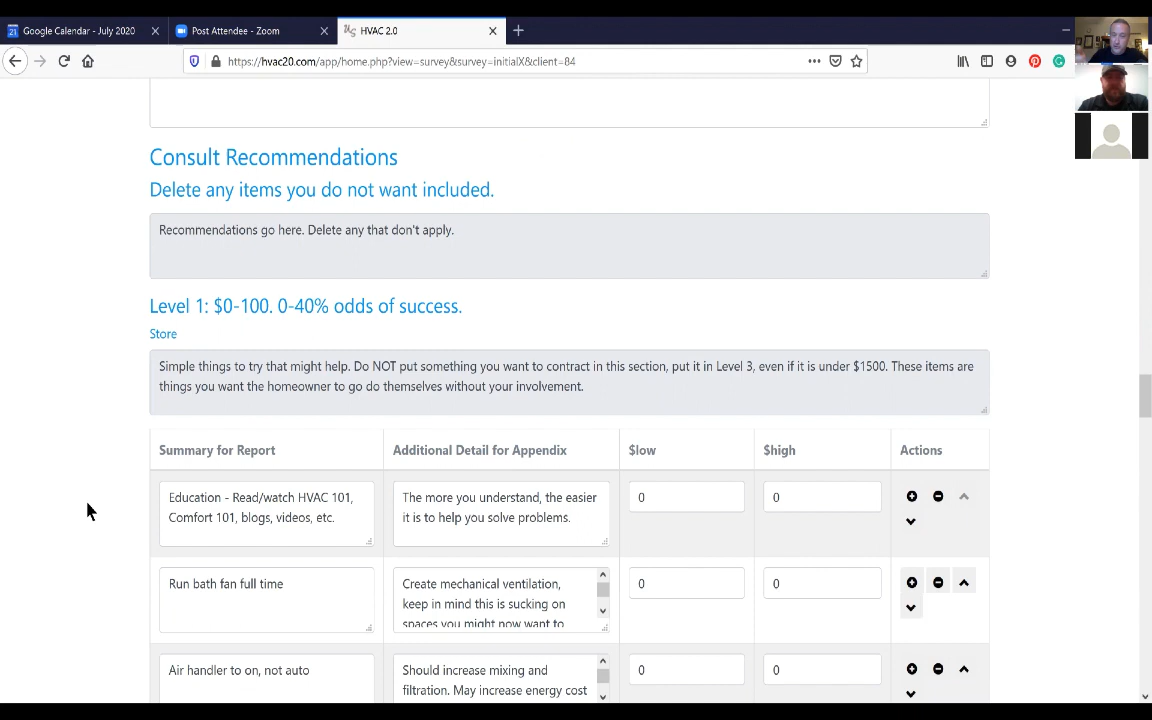 Google Calendar - July 2020
Post Attendee - Zoom
HVAC 2.0
https://hvac20.com/app/home.php?view=survey&survey=initialX&client=84
Consult Recommendations
Delete any items you do not want included.
Recommendations go here. Delete any that don't apply.
Level 1: $0-100. 0-40% odds of success.
Store
Simple things to try that might help. Do NOT put something you want to contract in this section, put it in Level 3, even if it is under $1500. These items are
things you want the homeowner to go do themselves without your involvement.
Summary for Report
Additional Detail for Appendix
$low
$high
Actions
Education - Read/watch HVAC 101,
Comfort 101, blogs, videos, etc.
The more you understand, the easier
it is to help you solve problems.
0
0
Run bath fan full time
Create mechanical ventilation,
keep in mind this is sucking on
spaces you might now want to
0
0
Air handler to on, not auto
Should increase mixing and
filtration. May increase energy cost
0
0